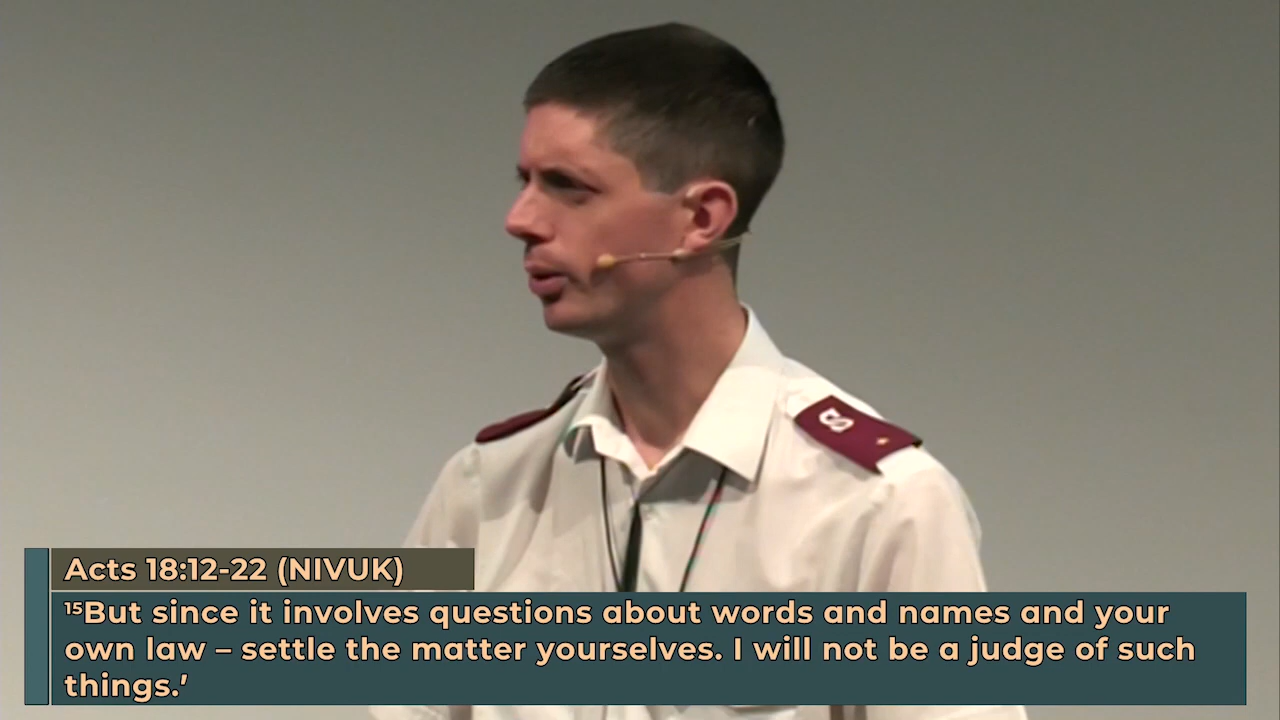 S
Acts 18:12-22 (NIVUK)
¹⁵But since it involves questions about words and names and your
own law – settle the matter yourselves. I will not be a judge of such
things.’